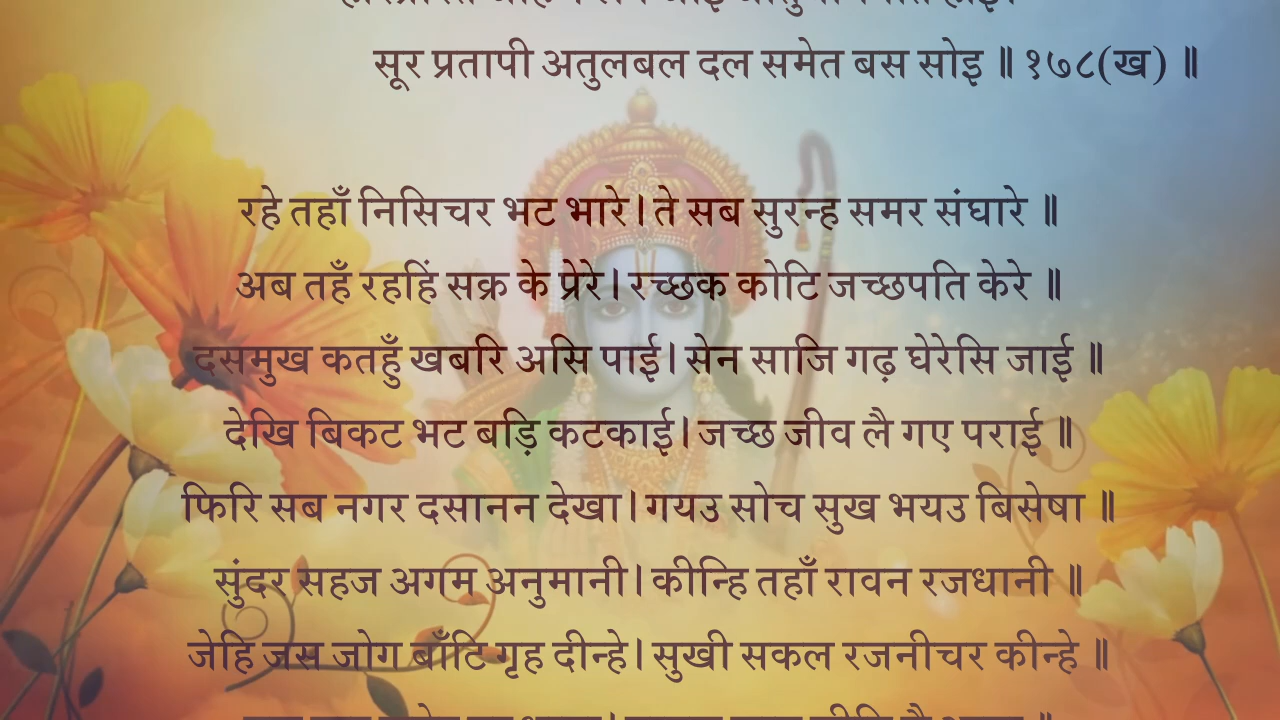 सूर प्रतापी अतुलबल दल समेत बस सोइ ॥ १७८(ख) ॥
रहे तहाँ निसिचर भट भारे। ते सब सुरन्ह समर संघारे ॥
अब तहँ रहहिं सक्र के प्रेरे। रच्छक कोटि जच्छपति केरे ॥
दसमुख कतहुँ खबरि असि पाई। सेन साजि गढ़ घेरेसि जाई ॥
देखि बिकट भट बड़ि कटकाई। जच्छ जीव लै गए पराई ॥
फिरि सब नगर दसानन देखा। गयउ सोच सुख भयउ बिसेषा ॥
सुंदर सहज अगम अनुमानी। कीन्हि तहाँ रावन रजधानी ॥
जेहि जस जोग बाँटि गृह दीन्हे। सुखी सकल रजनीचर कीन्हे ॥